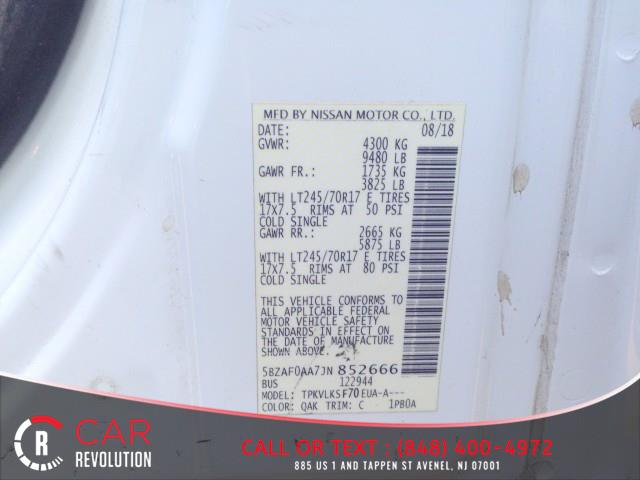 MFD BY NISSAN MOTOR CO., LTD.
DATE: 08/18
GVWR: 4300 KG
9480 LB
GAWR FR.: 1735 KG
3825 LB
WITH LT245/70R17 E TIRES
17X7.5 RIMS AT 50 PSI
COLD SINGLE
GAWR RR.: 2665 KG
5875 LB
WITH LT245/70R17 E TIRES
17X7.5 RIMS AT 80 PSI
COLD SINGLE
THIS VEHICLE CONFORMS TO
ALL APPLICABLE FEDERAL
MOTOR VEHICLE SAFETY
STANDARDS IN EFFECT ON
THE DATE OF MANUFACTURE
SHOWN ABOVE.
5BZAF0AA7JN852666
BUS 122944
MODEL: TPKVLKSF70EUA-A---
COLOR: QAK TRIM: C 1PB0A
R
CAR
REVOLUTION
CALL OR TEXT : (848) 400-4972
885 US 1 AND TAPPEN ST AVENEL, NJ 07001